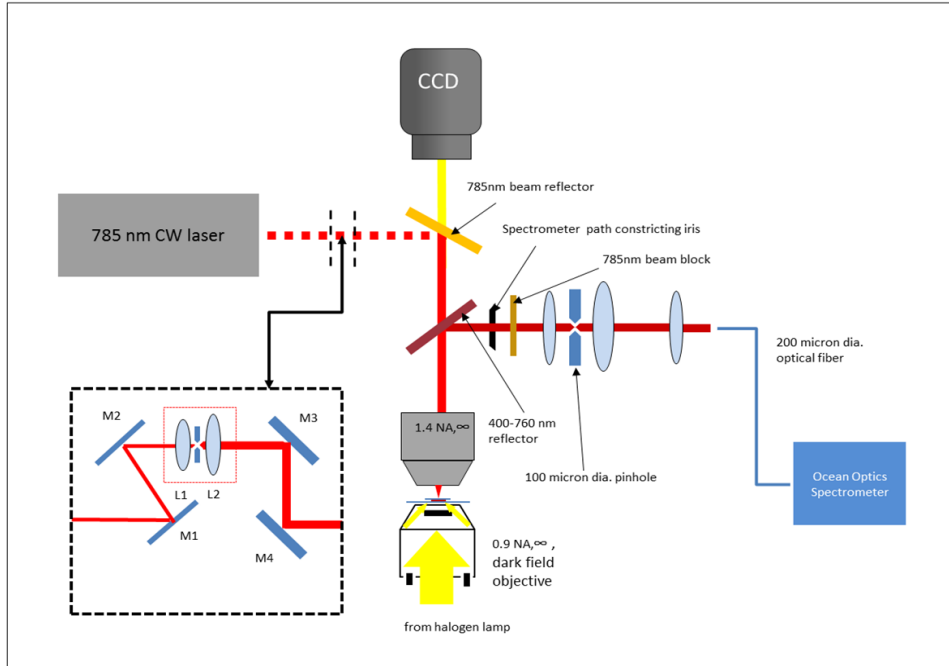 CCD
785nm beam reflector
785 nm CW laser
Spectrometer path constricting iris
785nm beam block
200 micron dia.
optical fiber
M2
M3
L1 L2
M1
M4
1.4 NA,∞
400-760 nm
reflector
100 micron dia. pinhole
Ocean Optics
Spectrometer
0.9 NA,∞ ,
dark field
objective
from halogen lamp